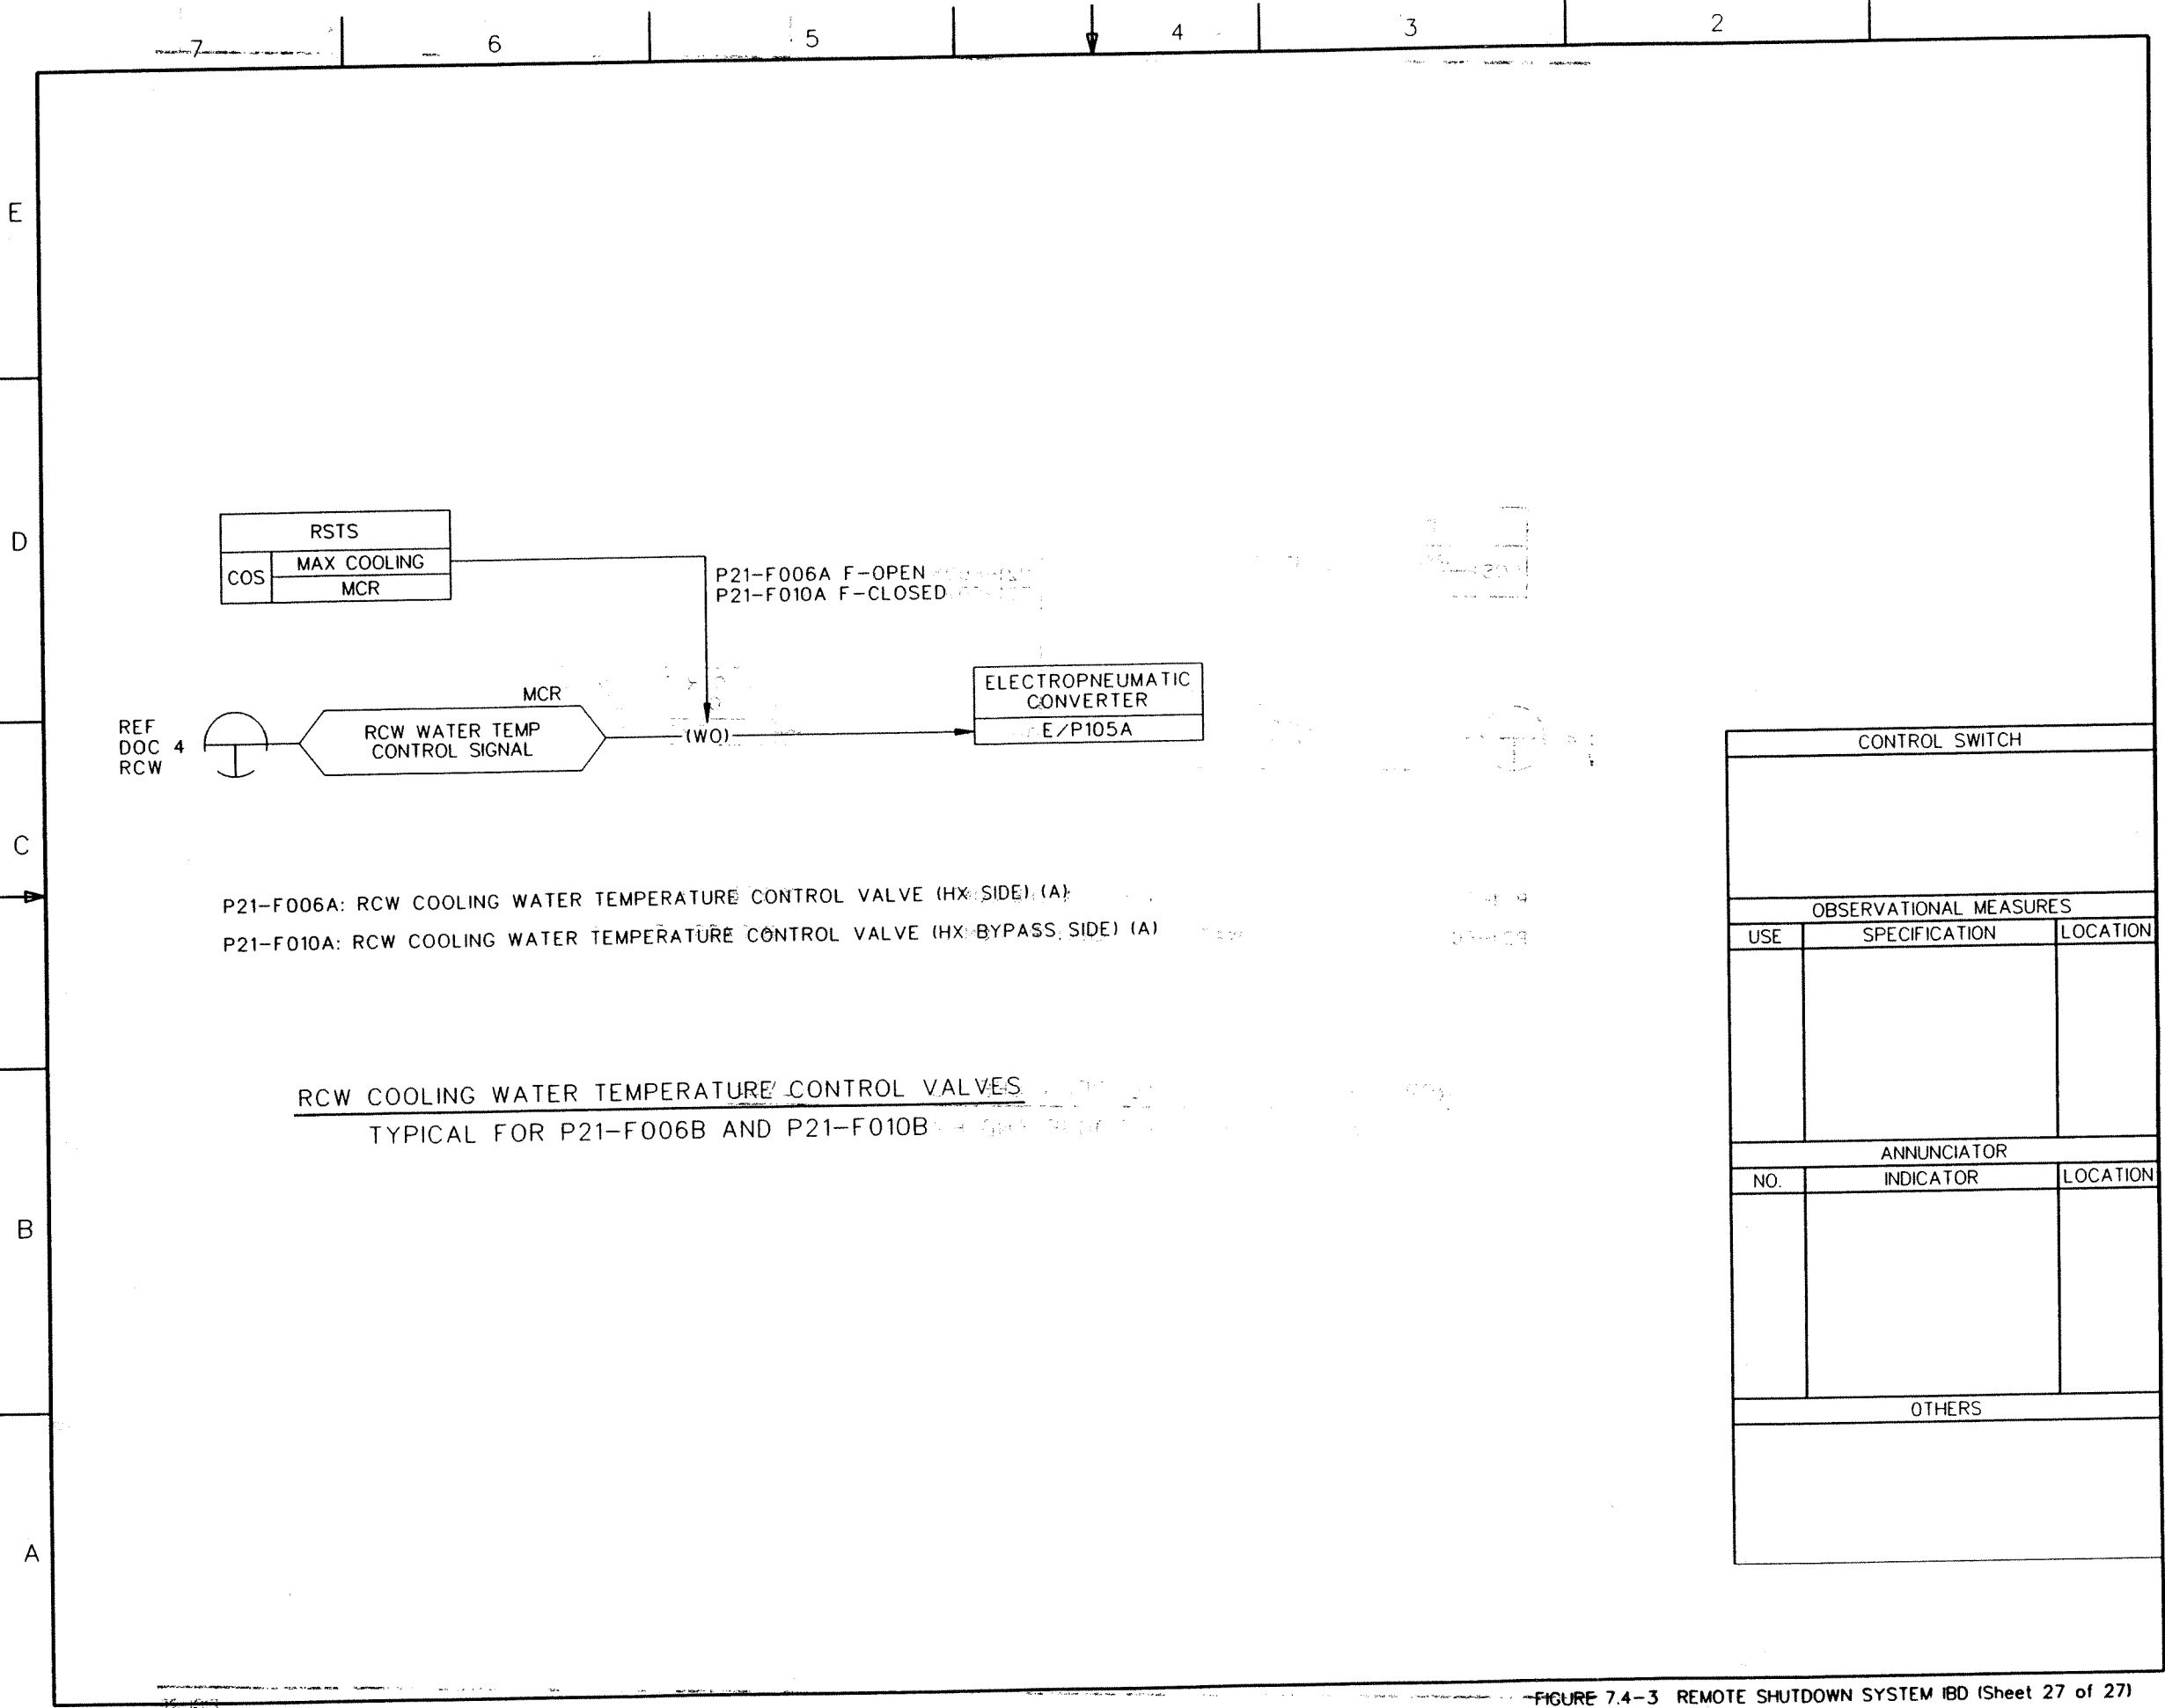 7 6 5 4 3 2
E
D
C
B
A
RSTS
COS
MAX COOLING
MCR
P21-F006A F-OPEN
P21-F010A F-CLOSED
REF
DOC 4
RCW
MCR
RCW WATER TEMP
CONTROL SIGNAL
(WO)
ELECTROPNEUMATIC
CONVERTER
E/P105A
P21-F006A: RCW COOLING WATER TEMPERATURE CONTROL VALVE (HX SIDE) (A)
P21-F010A: RCW COOLING WATER TEMPERATURE CONTROL VALVE (HX BYPASS SIDE) (A)
RCW COOLING WATER TEMPERATURE CONTROL VALVES
TYPICAL FOR P21-F006B AND P21-F010B
CONTROL SWITCH
OBSERVATIONAL MEASURES
USE SPECIFICATION LOCATION
ANNUNCIATOR
NO. INDICATOR LOCATION
OTHERS
FIGURE 7.4-3 REMOTE SHUTDOWN SYSTEM IBD (Sheet 27 of 27)